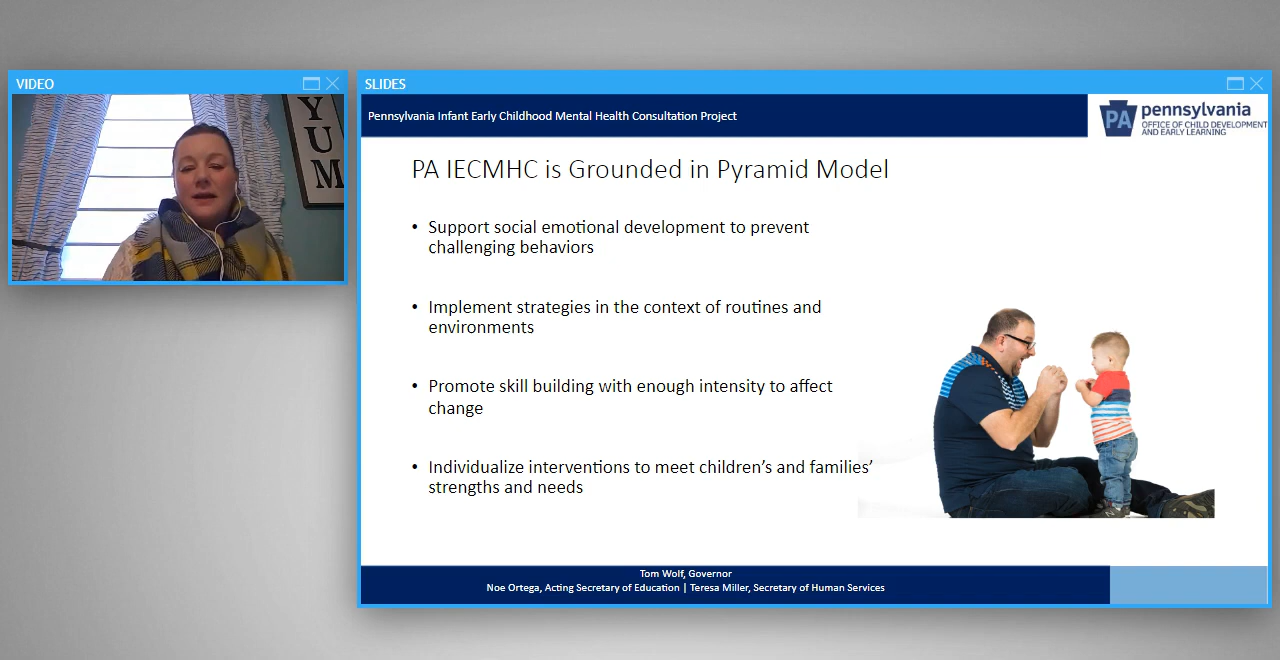 VIDEO
YUM
SLIDES
Pennsylvania Infant Early Childhood Mental Health Consultation Project
PA
pennsylvania
OFFICE OF CHILD DEVELOPMENT
AND EARLY LEARNING
PA IECMHC is Grounded in Pyramid Model
• Support social emotional development to prevent
challenging behaviors
• Implement strategies in the context of routines and
environments
• Promote skill building with enough intensity to affect
change
• Individualize interventions to meet children’s and families’
strengths and needs
Tom Wolf, Governor
Noe Ortega, Acting Secretary of Education | Teresa Miller, Secretary of Human Services